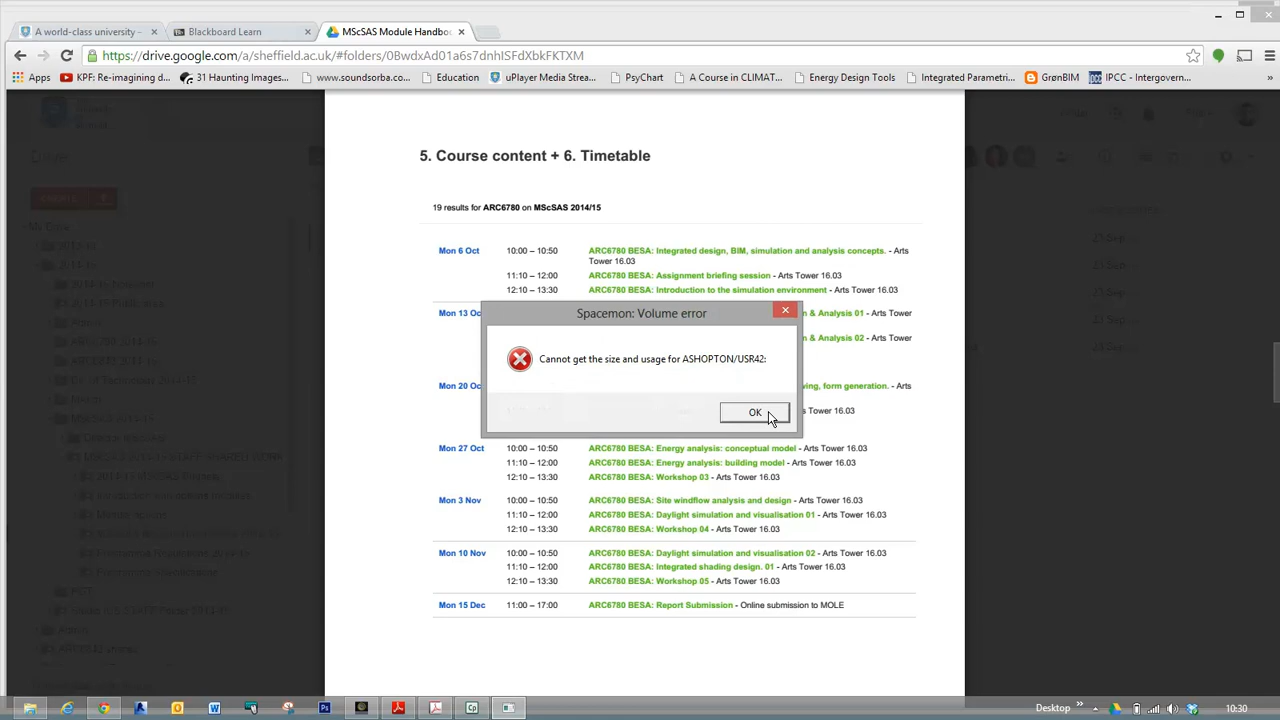 A world-class university -
Blackboard Learn
MScSAS Module Handbo
https://drive.google.com/a/sheffield.ac.uk/#folders/0BwdxAd01a6s7dnhISFdXbkFKTXM
Apps
KPF: Re-imagining d...
31 Haunting Images...
www.soundsorba.co...
Education
uPlayer Media Strea...
PsyChart
A Course in CLIMAT...
Energy Design Tools
Integrated Parametri...
GrønBIM
IPCC - Intergovern...
5. Course content + 6. Timetable
19 results for ARC6780 on MScSAS 2014/15
Mon 6 Oct 10:00 – 10:50 ARC6780 BESA: Integrated design, BIM, simulation and analysis concepts. - Arts
Tower 16.03
11:10 – 12:00 ARC6780 BESA: Assignment briefing session - Arts Tower 16.03
12:10 – 13:30 ARC6780 BESA: Introduction to the simulation environment - Arts Tower 16.03
Mon 13 Oc
& Analysis 01 - Arts Tower
& Analysis 02 - Arts Tower
Mon 20 Oc
form generation. - Arts
Tower 16.03
Spacemon: Volume error
Cannot get the size and usage for ASHOPTON/USR42:
OK
Mon 27 Oct 10:00 – 10:50 ARC6780 BESA: Energy analysis: conceptual model - Arts Tower 16.03
11:10 – 12:00 ARC6780 BESA: Energy analysis: building model - Arts Tower 16.03
12:10 – 13:30 ARC6780 BESA: Workshop 03 - Arts Tower 16.03
Mon 3 Nov 10:00 – 10:50 ARC6780 BESA: Site windflow analysis and design - Arts Tower 16.03
11:10 – 12:00 ARC6780 BESA: Daylight simulation and visualisation 01 - Arts Tower 16.03
12:10 – 13:30 ARC6780 BESA: Workshop 04 - Arts Tower 16.03
Mon 10 Nov 10:00 – 10:50 ARC6780 BESA: Daylight simulation and visualisation 02 - Arts Tower 16.03
11:10 – 12:00 ARC6780 BESA: Integrated shading design. 01 - Arts Tower 16.03
12:10 – 13:30 ARC6780 BESA: Workshop 05 - Arts Tower 16.03
Mon 15 Dec 11:00 – 17:00 ARC6780 BESA: Report Submission - Online submission to MOLE
Desktop
10:30